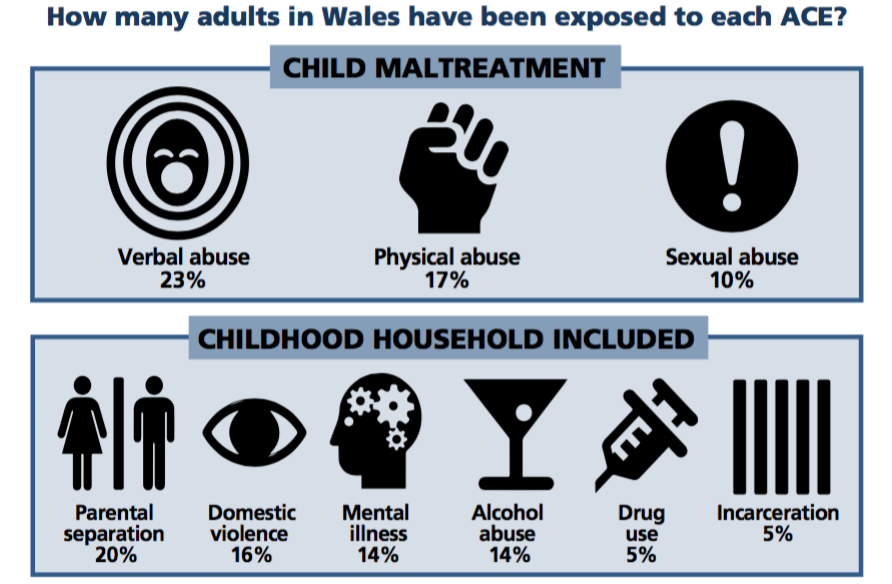 How many adults in Wales have been exposed to each ACE?
CHILD MALTREATMENT
Verbal abuse
23%
Physical abuse
17%
Sexual abuse
10%
CHILDHOOD HOUSEHOLD INCLUDED
Parental
separation
20%
Domestic
violence
16%
Mental
illness
14%
Alcohol
abuse
14%
Drug
use
5%
Incarceration
5%